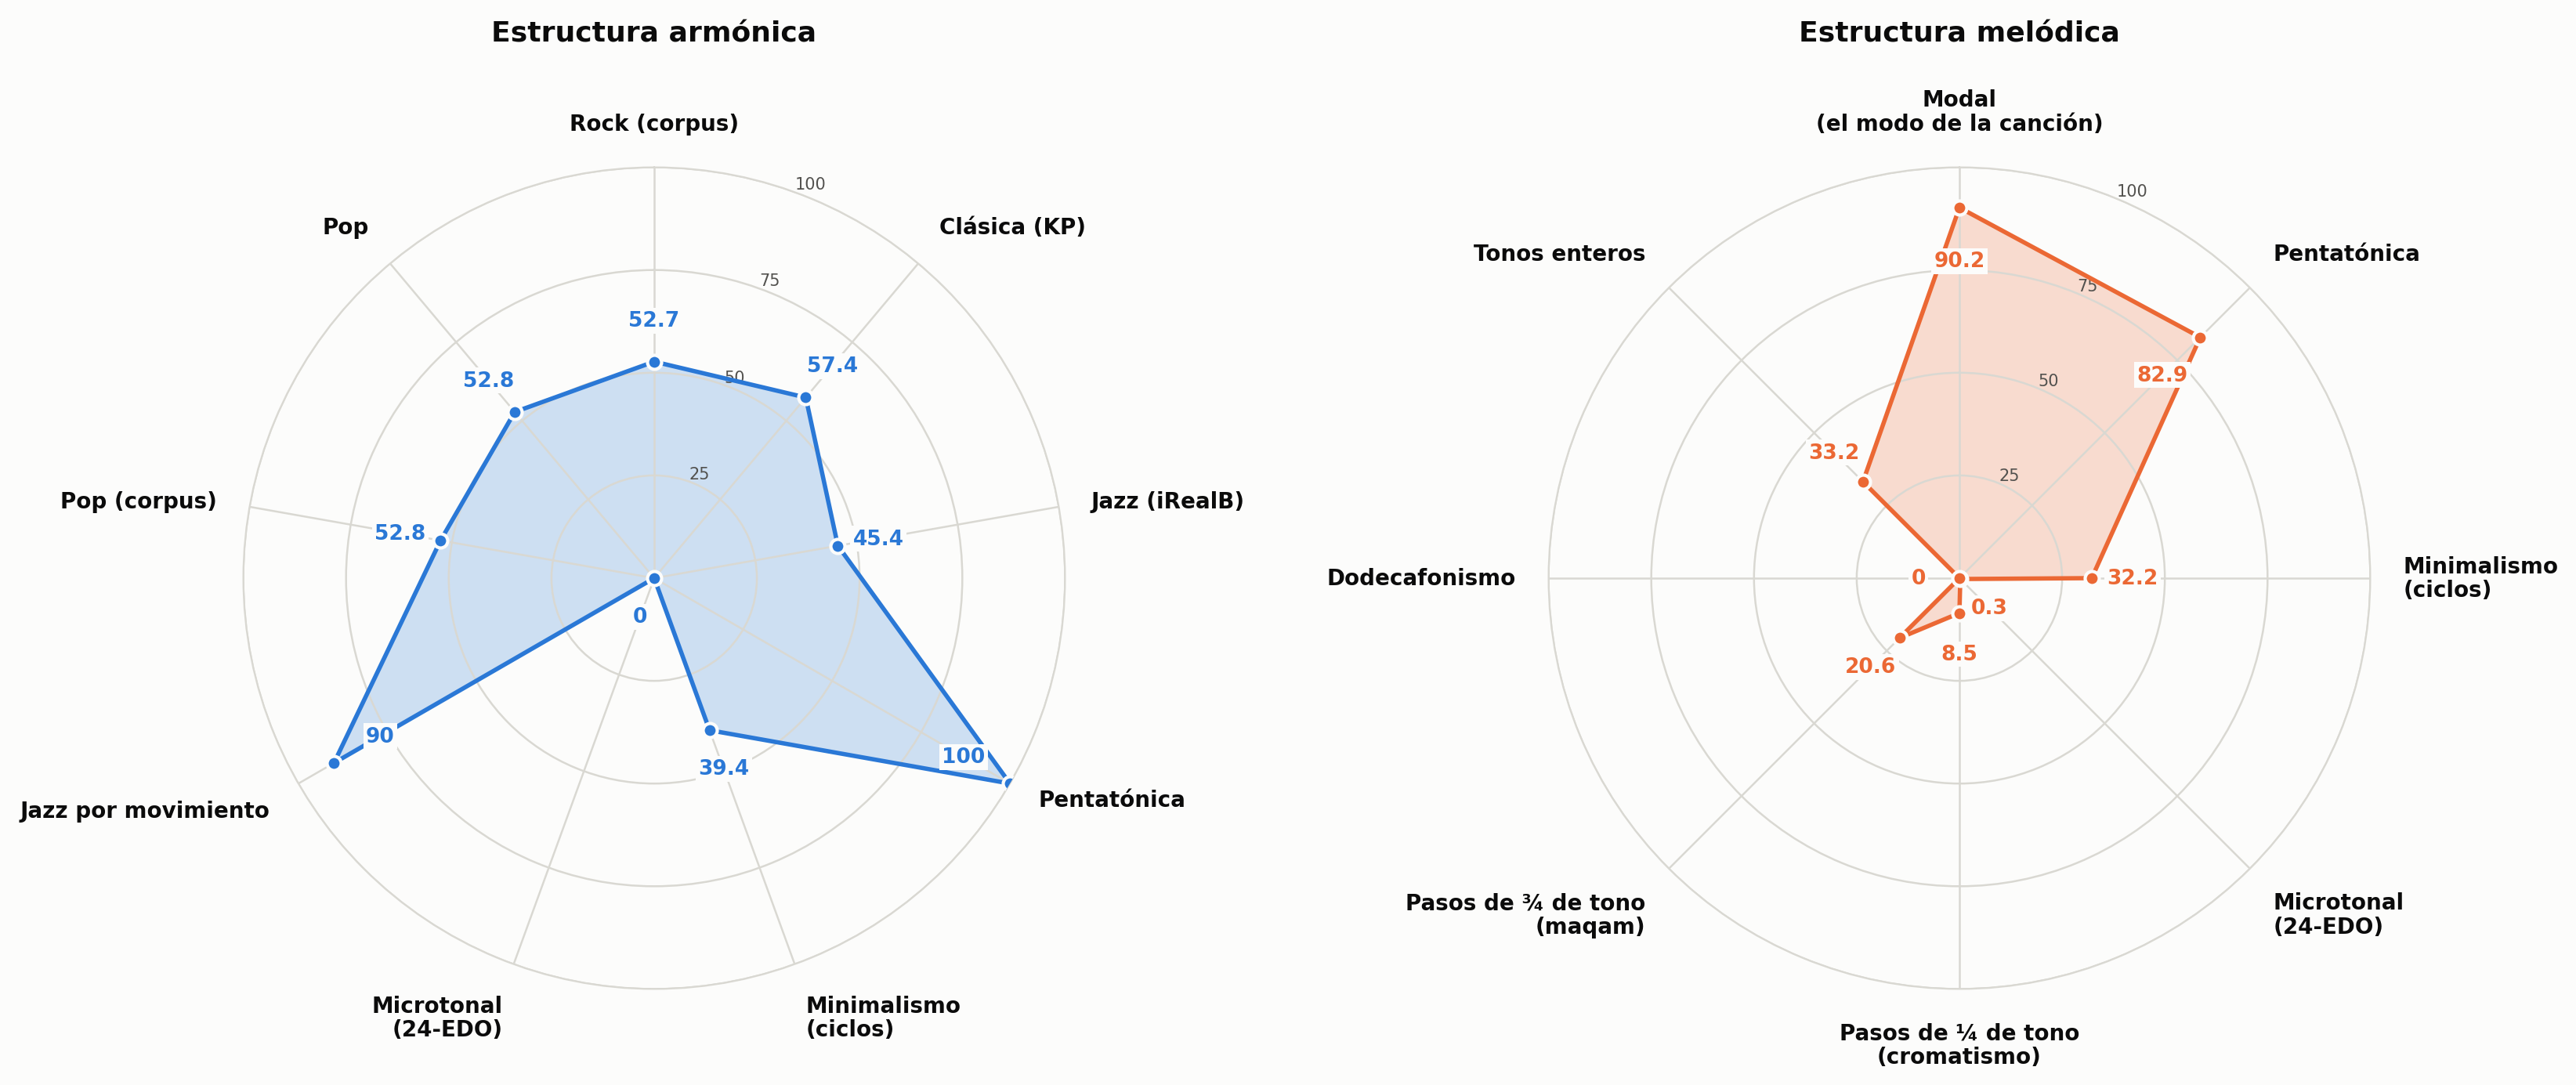 Estructura armónica
Rock (corpus)
100
Clásica (KP)
Pop
75
52.7
57.4
50
52.8
25
Jazz (iRealB)
45.4
Pop (corpus)
52.8
0
90
100
39.4
Pentatónica
Jazz por movimiento
Microtonal
(24-EDO)
Minimalismo
(ciclos)
Estructura melódica
Modal
(el modo de la canción)
100
Tonos enteros
Pentatónica
90.2
75
82.9
50
33.2
25
Dodecafonismo
0
32.2
Minimalismo
(ciclos)
0.3
8.5
20.6
Pasos de ¾ de tono
(maqam)
Microtonal
(24-EDO)
Pasos de ¼ de tono
(cromatismo)